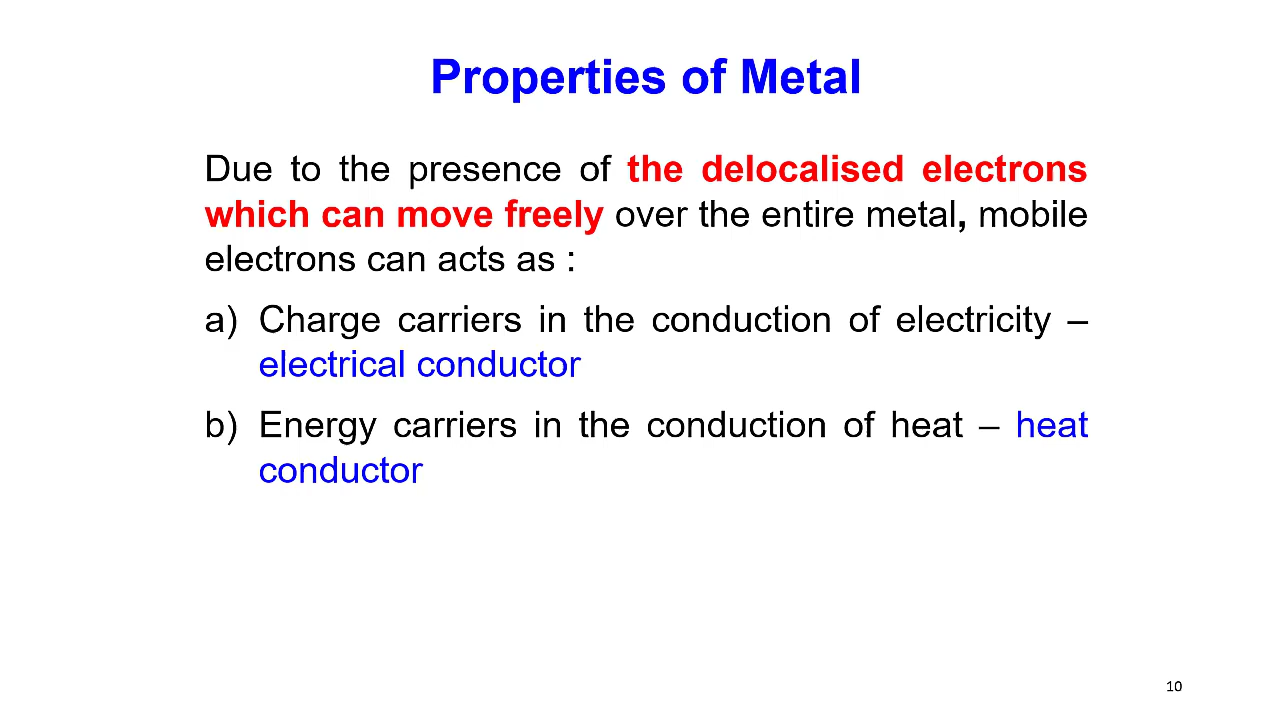 Properties of Metal
Due to the presence of the delocalised electrons
which can move freely over the entire metal, mobile
electrons can acts as :
a) Charge carriers in the conduction of electricity –
electrical conductor
b) Energy carriers in the conduction of heat – heat
conductor
10